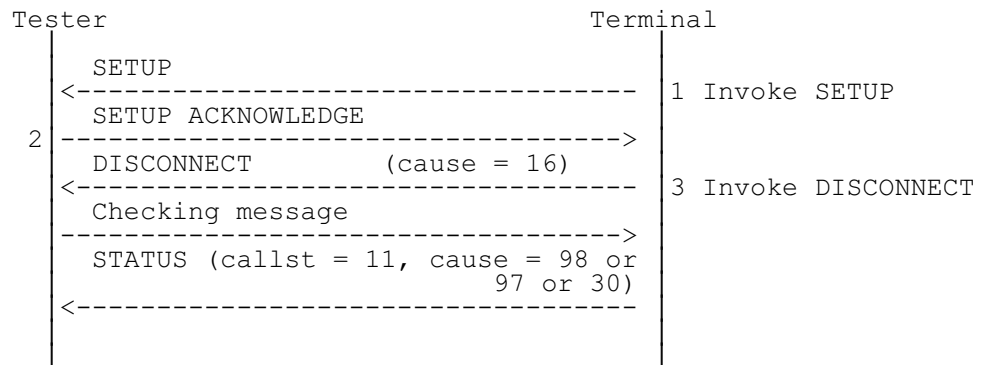 Tester Terminal
SETUP
<----------------------------------- 1 Invoke SETUP
SETUP ACKNOWLEDGE
2 ----------------------------------->
DISCONNECT (cause = 16)
<----------------------------------- 3 Invoke DISCONNECT
Checking message
----------------------------------->
STATUS (callst = 11, cause = 98 or
97 or 30)
<-----------------------------------